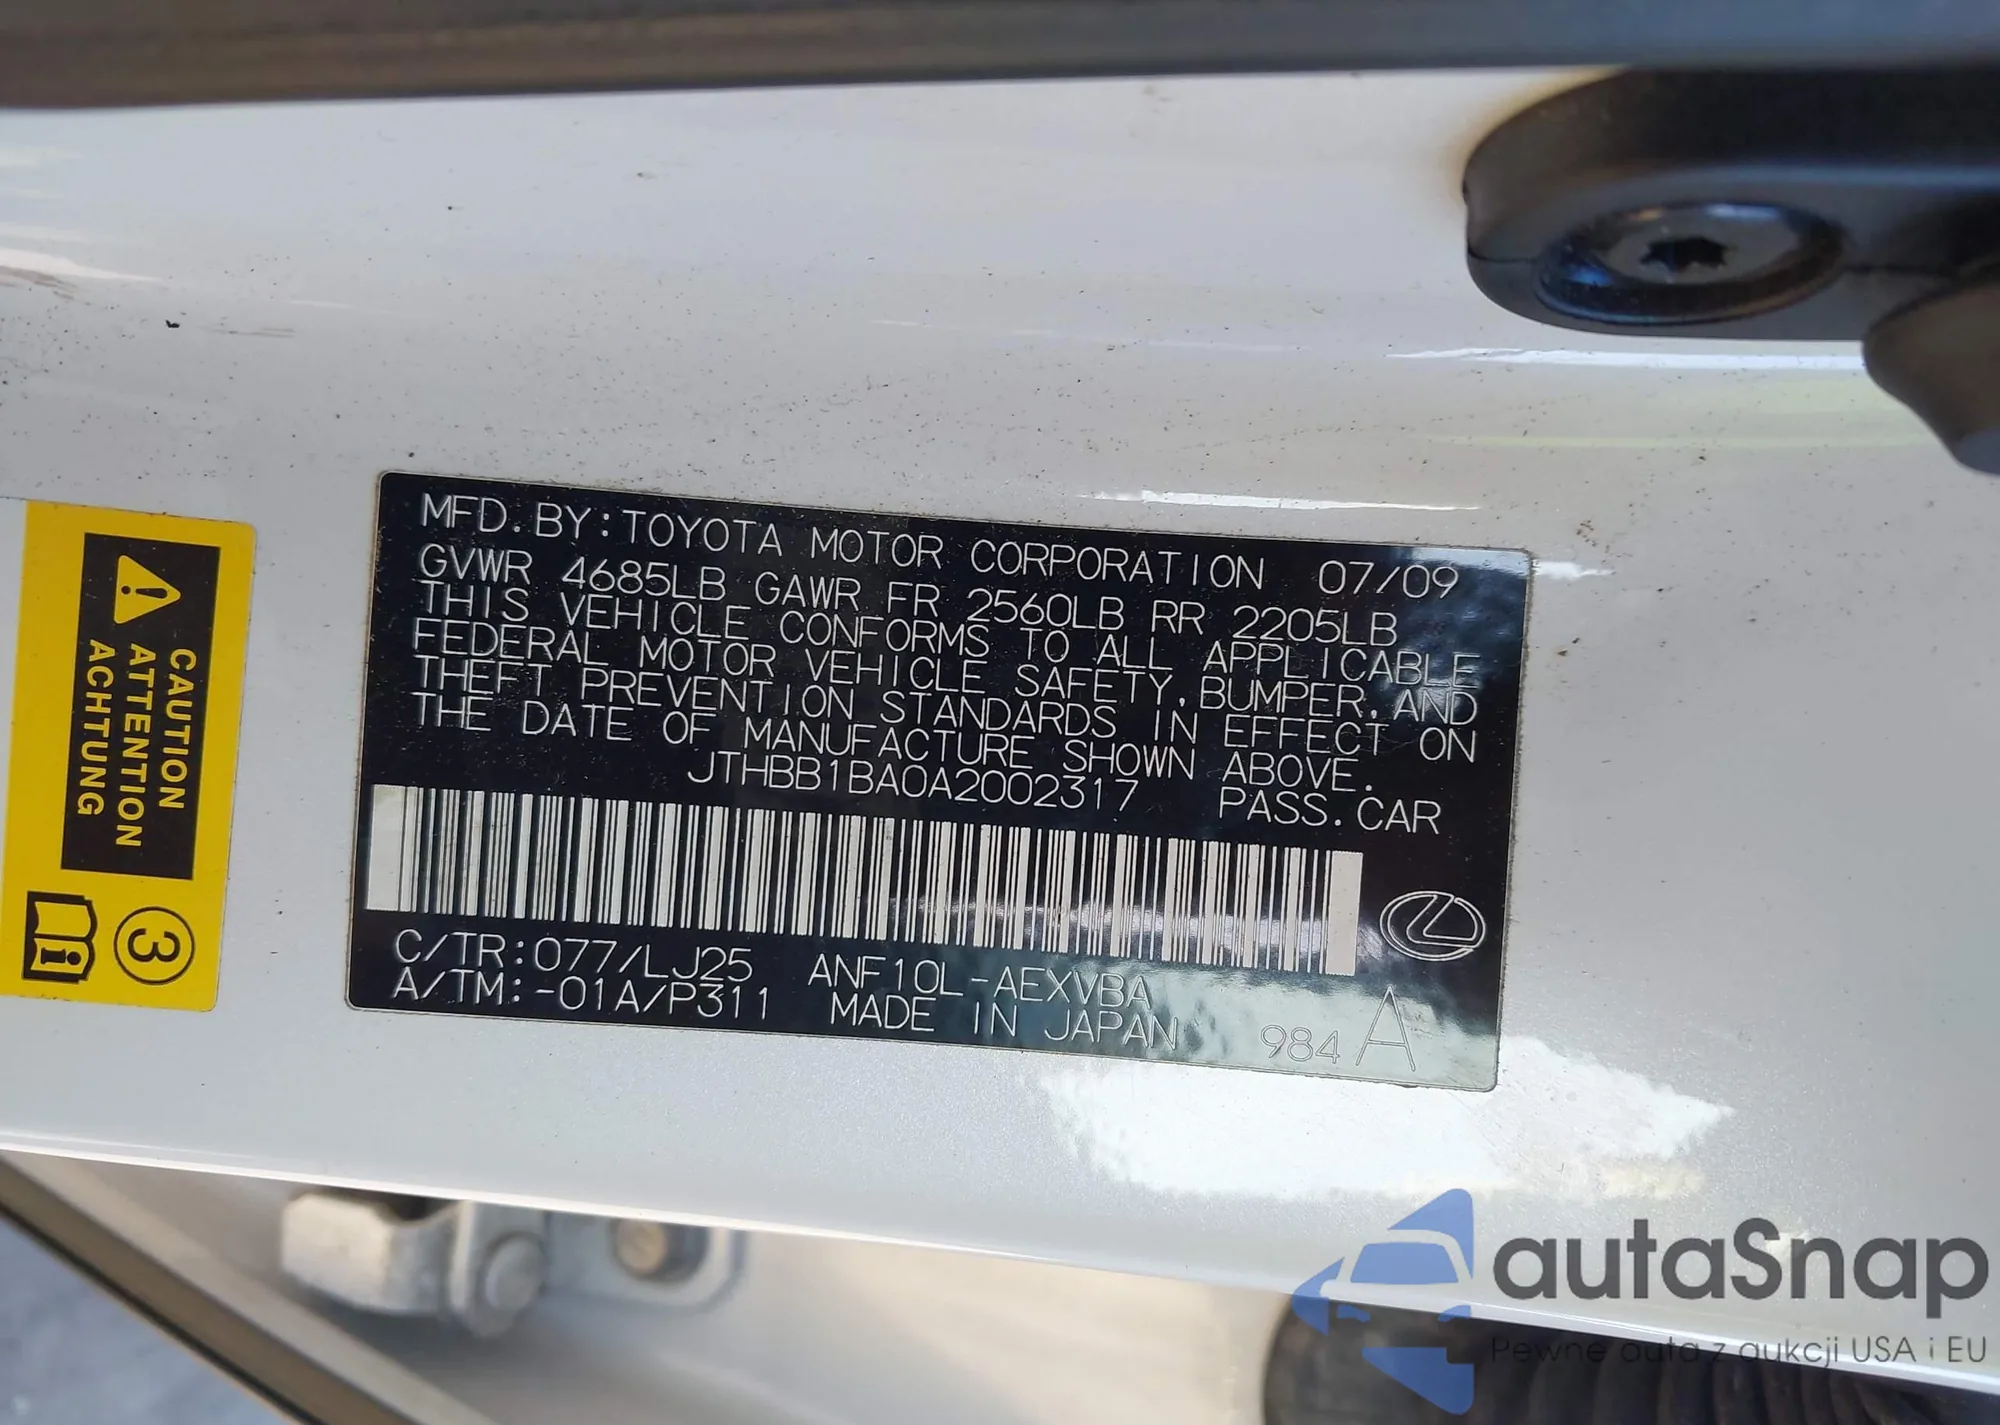 MFD. BY: TOYOTA MOTOR CORPORATION 07/09
GVWR 4685LB GAWR FR 2560LB RR 2205LB
THIS VEHICLE CONFORMS TO ALL APPLICABLE
FEDERAL MOTOR VEHICLE SAFETY, BUMPER, AND
THEFT PREVENTION STANDARDS IN EFFECT ON
THE DATE OF MANUFACTURE SHOWN ABOVE.
JTHBB1BA0A2002317 PASS. CAR
C/TR: 077/LJ25 ANF10L-AEXVBA
A/TM: -01A/P311 MADE IN JAPAN 984 A
CAUTION
ATTENTION
ACHTUNG
3
autaSnap
Pewne auta z aukcji USA i EU